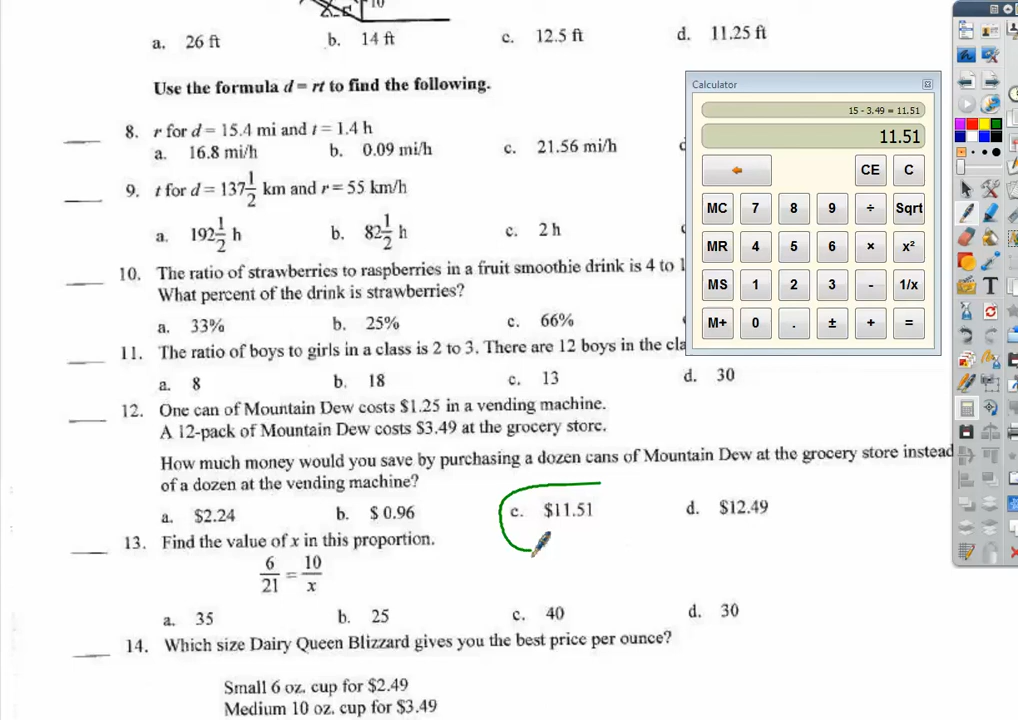 10
a. 26 ft b. 14 ft c. 12.5 ft d. 11.25 ft
Use the formula d = rt to find the following.
8. r for d = 15.4 mi and t = 1.4 h
a. 16.8 mi/h b. 0.09 mi/h c. 21.56 mi/h
9. t for d = 137 1/2 km and r = 55 km/h
a. 192 1/2 h b. 82 1/2 h c. 2 h
10. The ratio of strawberries to raspberries in a fruit smoothie drink is 4 to 1
What percent of the drink is strawberries?
a. 33% b. 25% c. 66%
11. The ratio of boys to girls in a class is 2 to 3. There are 12 boys in the cla
a. 8 b. 18 c. 13 d. 30
12. One can of Mountain Dew costs $1.25 in a vending machine.
A 12-pack of Mountain Dew costs $3.49 at the grocery store.
How much money would you save by purchasing a dozen cans of Mountain Dew at the grocery store instead
of a dozen at the vending machine?
a. $2.24 b. $ 0.96 c. $11.51 d. $12.49
13. Find the value of x in this proportion.
6/21 = 10/x
a. 35 b. 25 c. 40 d. 30
14. Which size Dairy Queen Blizzard gives you the best price per ounce?
Small 6 oz. cup for $2.49
Medium 10 oz. cup for $3.49
Calculator
15 - 3.49 = 11.51
11.51
CE C
MC 7 8 9 ÷ Sqrt
MR 4 5 6 × x²
MS 1 2 3 - 1/x
M+ 0 . ± + =
T